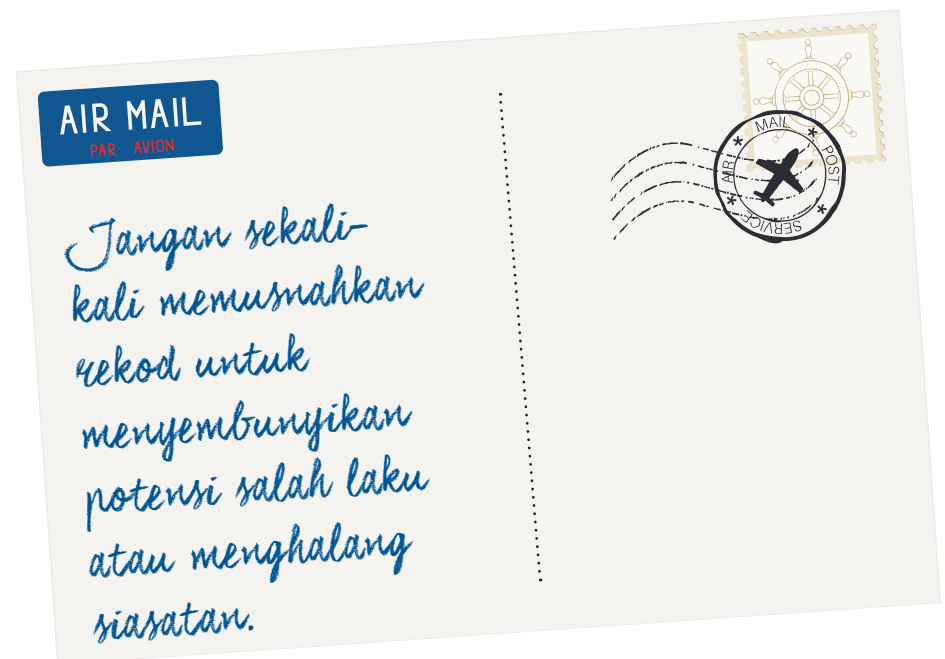 AIR MAIL
PAR AVION
AIR MAIL POST
SERVICE
Jangan sekali-
kali memusnahkan
rekod untuk
menyembunyikan
potensi salah laku
atau menghalang
siasatan.